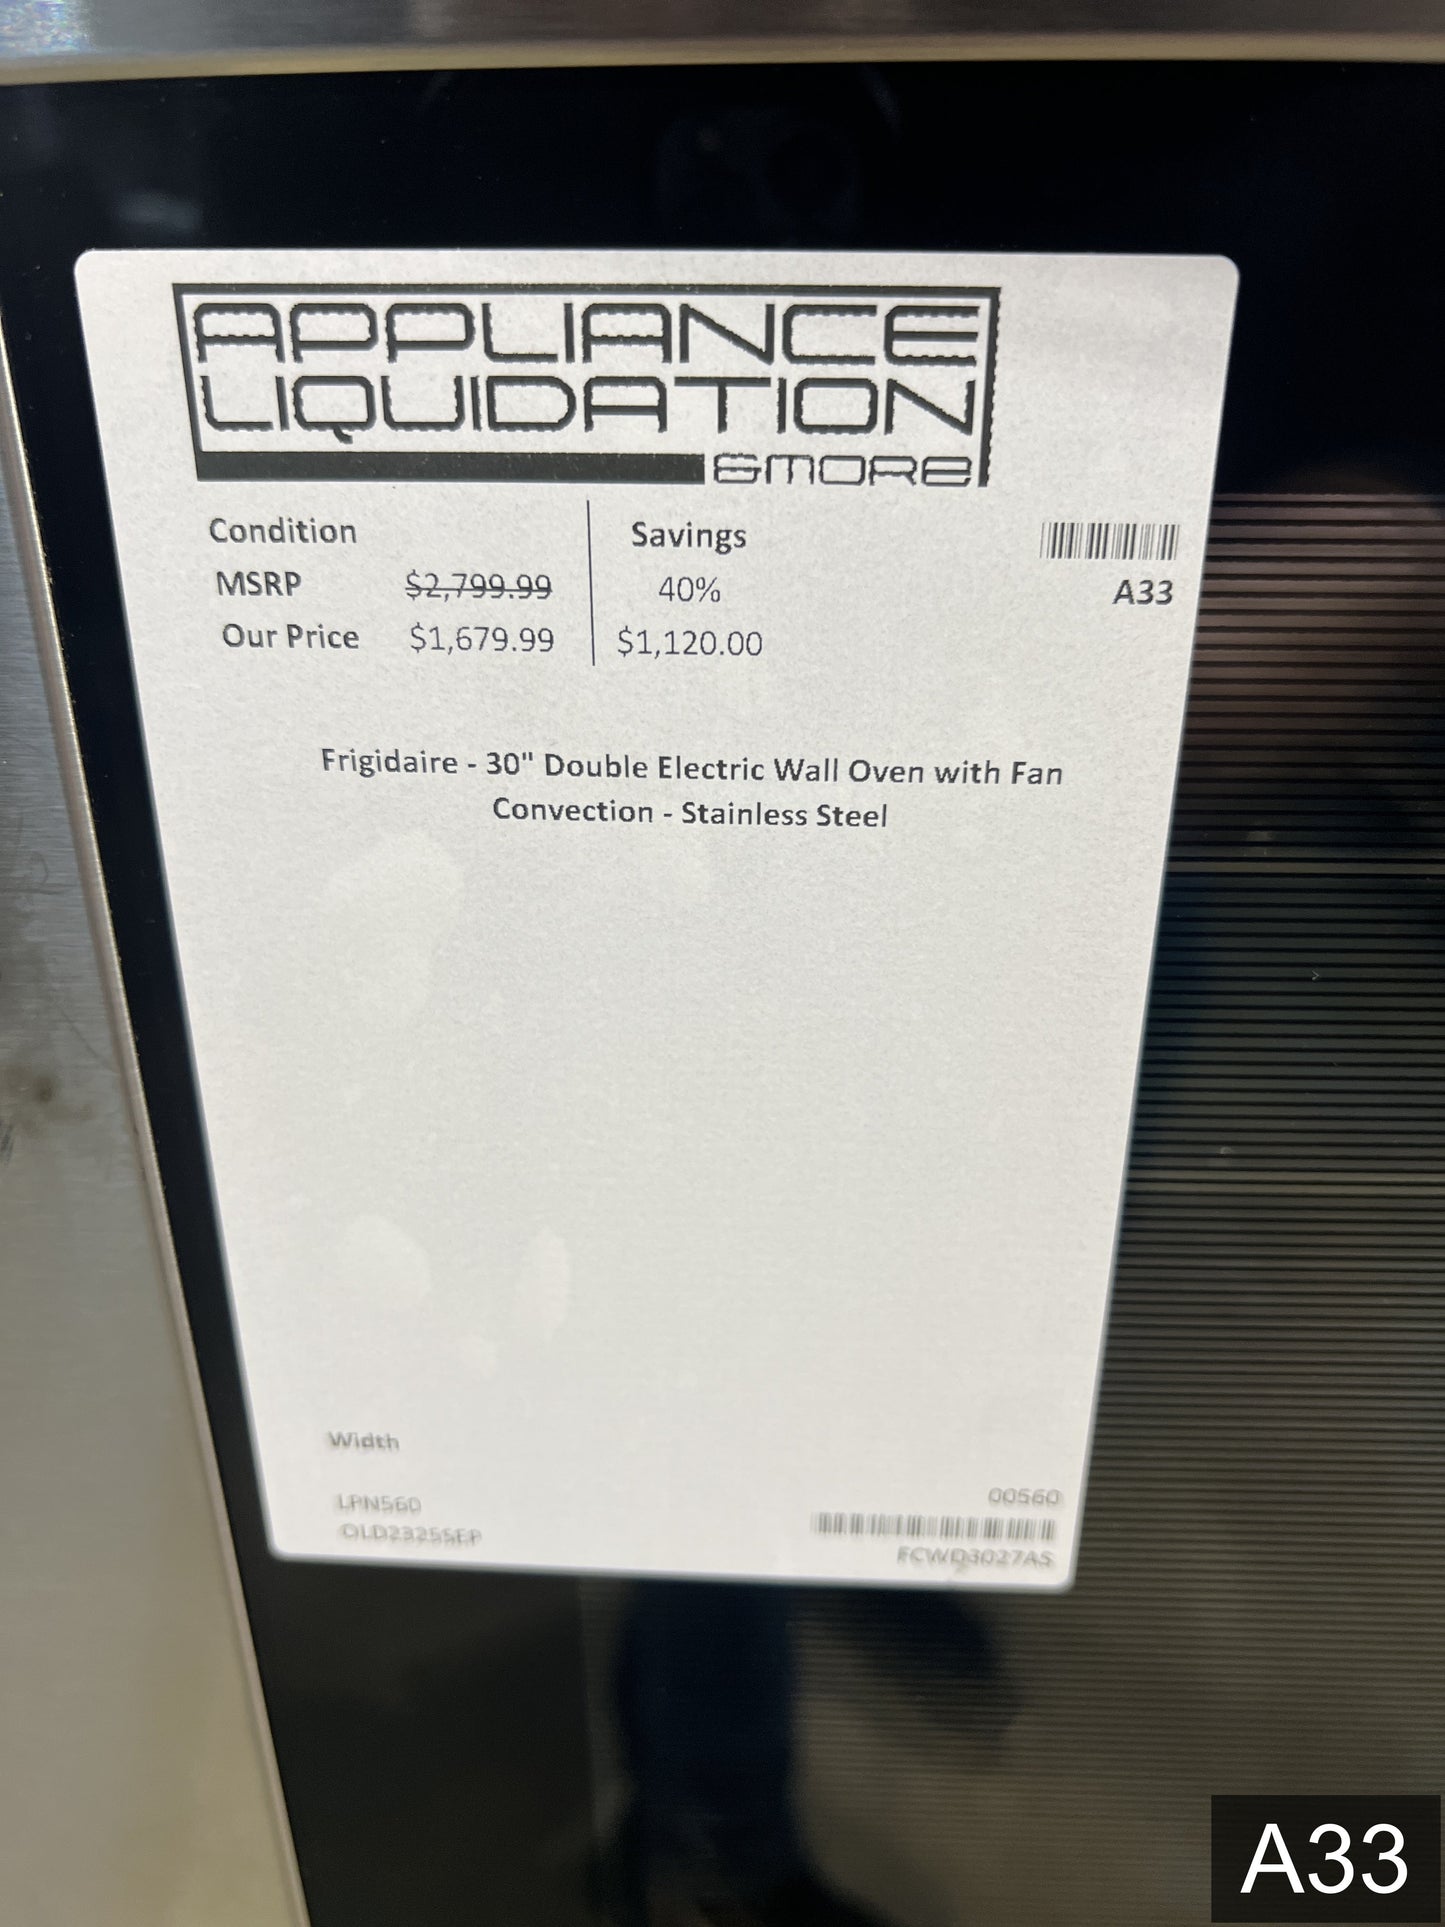 APPLIANCE
LIQUIDATION
&MORE
Condition
Savings
MSRP $2,799.99 40%
A33
Our Price $1,679.99 $1,120.00
Frigidaire - 30" Double Electric Wall Oven with Fan
Convection - Stainless Steel
Width
LPN560
00560
OLD2325SEP
FCWD3027AS
A33